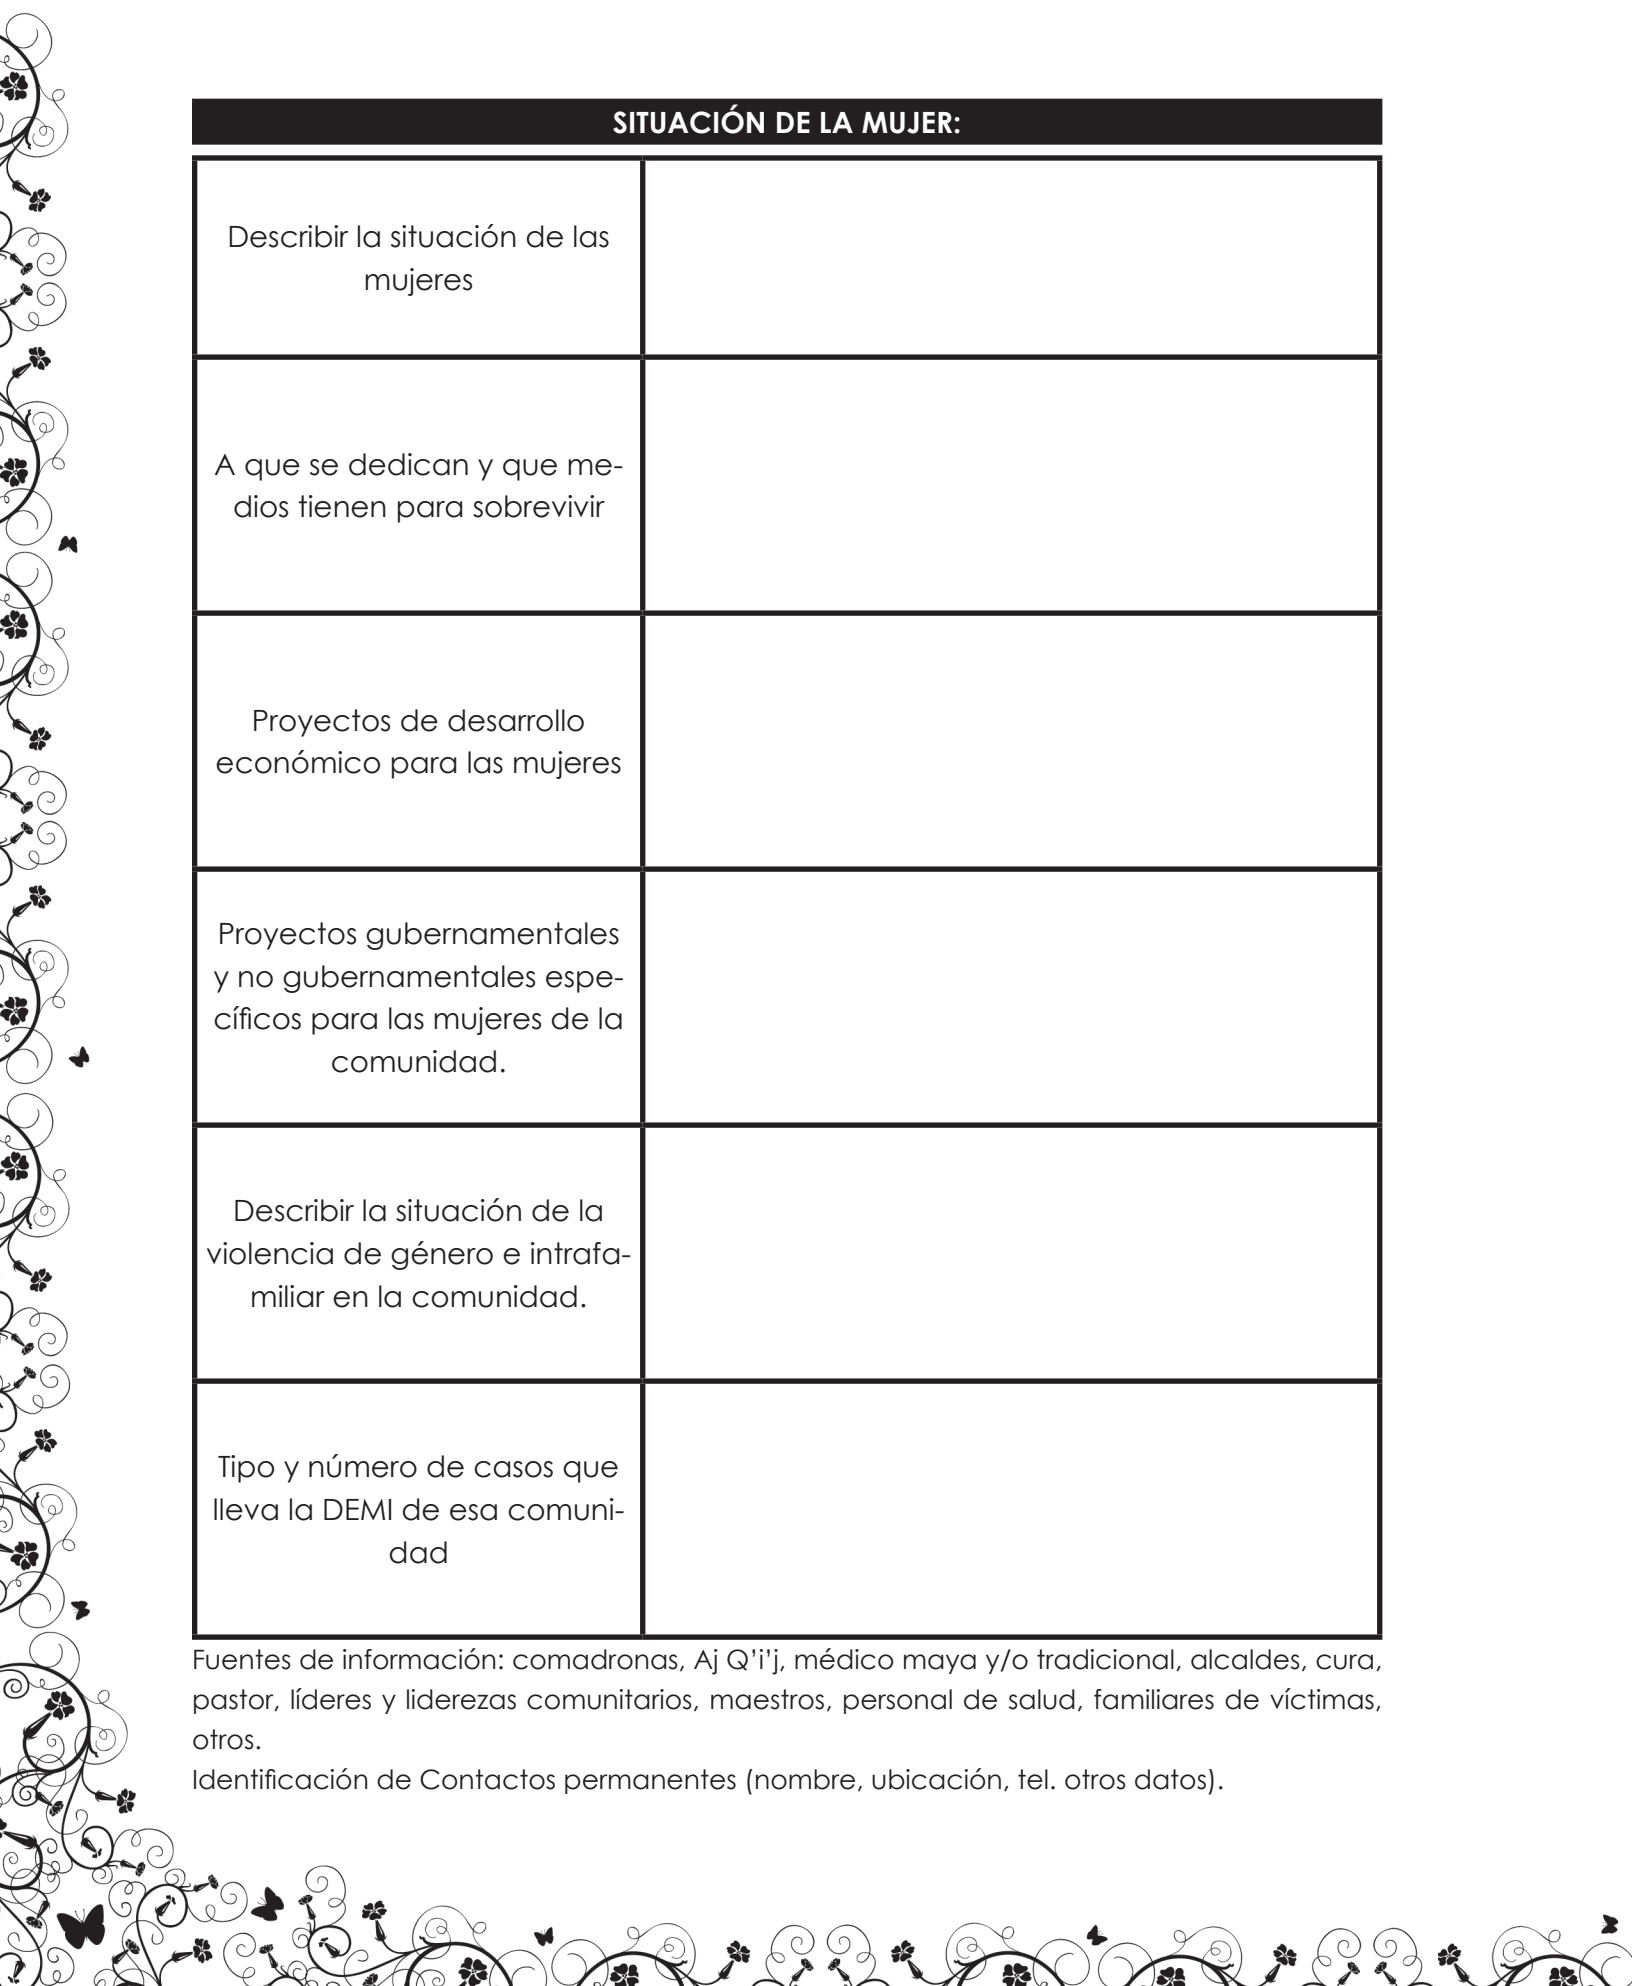 SITUACIÓN DE LA MUJER:
Describir la situación de las
mujeres
A que se dedican y que me-
dios tienen para sobrevivir
Proyectos de desarrollo
económico para las mujeres
Proyectos gubernamentales
y no gubernamentales espe-
cíficos para las mujeres de la
comunidad.
Describir la situación de la
violencia de género e intrafa-
miliar en la comunidad.
Tipo y número de casos que
lleva la DEMI de esa comuni-
dad
Fuentes de información: comadronas, Aj Q’i’j, médico maya y/o tradicional, alcaldes, cura,
pastor, líderes y liderezas comunitarios, maestros, personal de salud, familiares de víctimas,
otros.
Identificación de Contactos permanentes (nombre, ubicación, tel. otros datos).